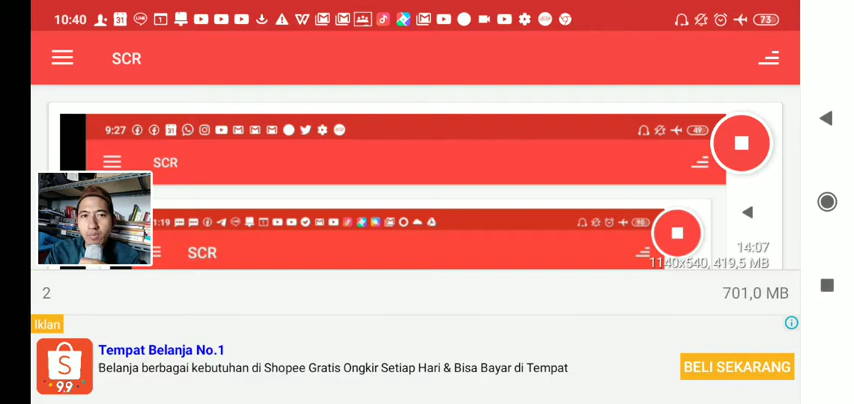 10:40
73
SCR
9:27
49
SCR
1:19
SCR
14:07
1140x540, 419,5 MB
2
701,0 MB
Iklan
Tempat Belanja No.1
Belanja berbagai kebutuhan di Shopee Gratis Ongkir Setiap Hari & Bisa Bayar di Tempat
9.9
BELI SEKARANG